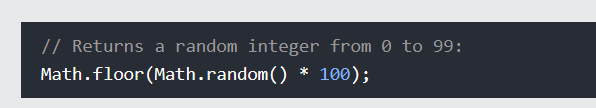 // Returns a random integer from 0 to 99:
Math.floor(Math.random() * 100);